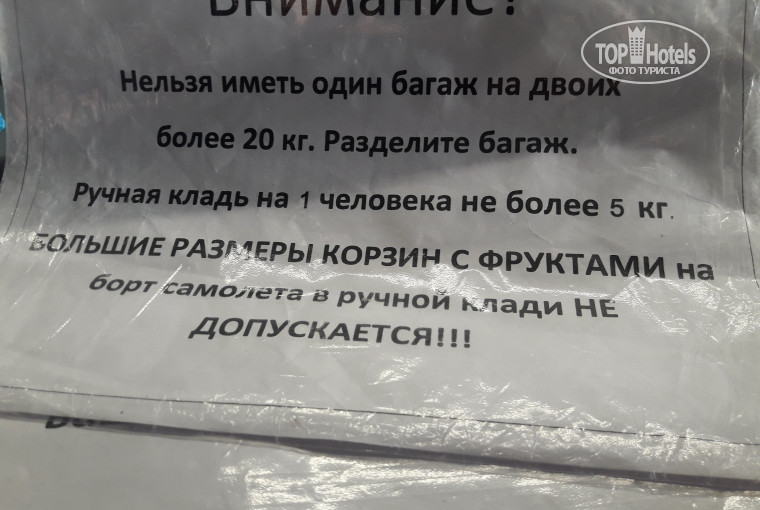 Внимание!
TOP Hotels
ФОТО ТУРИСТА
Нельзя иметь один багаж на двоих
более 20 кг. Разделите багаж.
Ручная кладь на 1 человека не более 5 кг.
БОЛЬШИЕ РАЗМЕРЫ КОРЗИН С ФРУКТАМИ на
борт самолета в ручной клади НЕ
ДОПУСКАЕТСЯ!!!